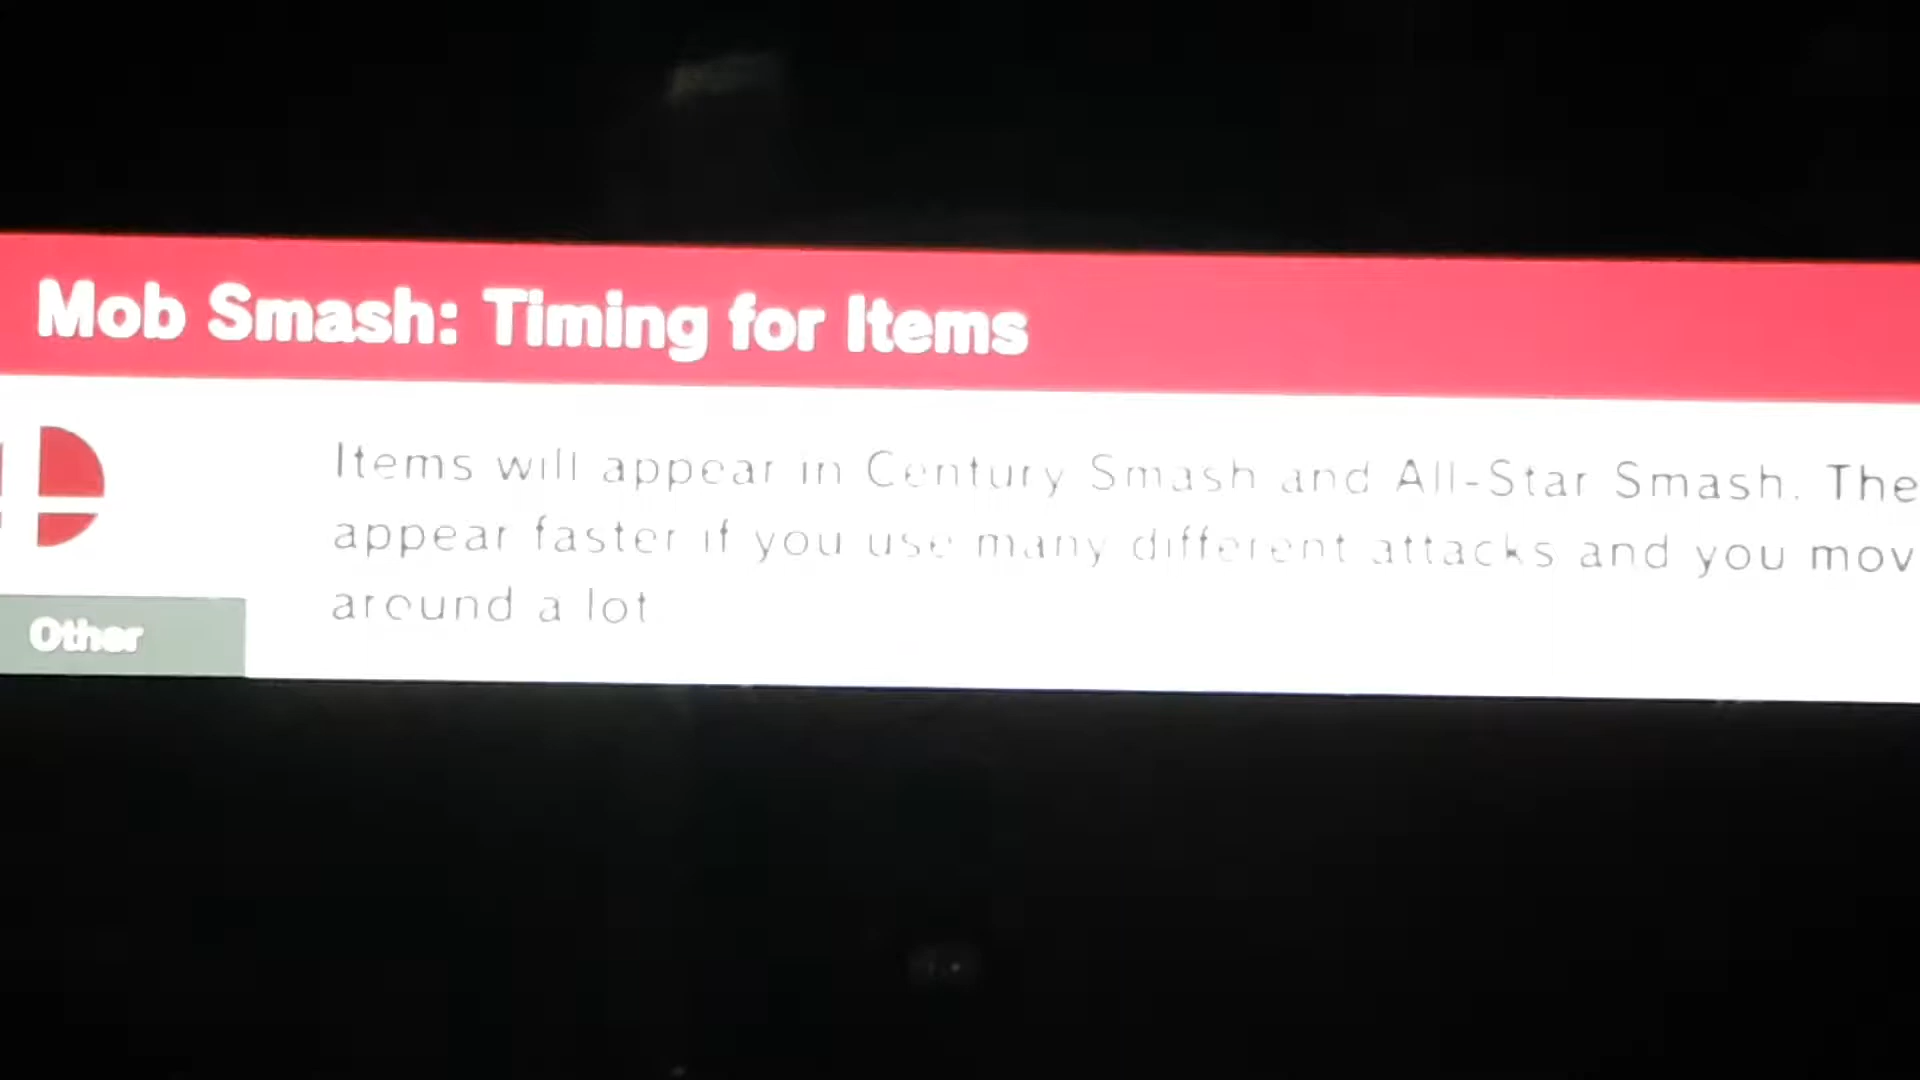 Mob Smash: Timing for Items
Items will appear in Century Smash and All-Star Smash. The
appear faster if you use many different attacks and you mov
around a lot
Other